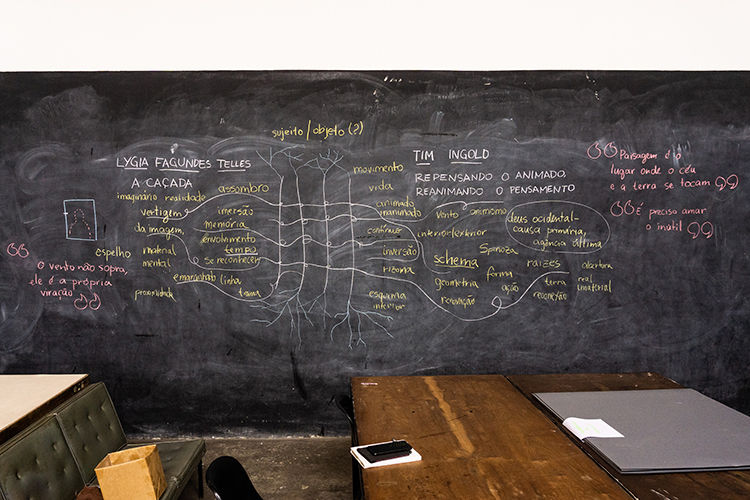 sujeito/objeto (?)
LYGIA FAGUNDES TELLES
A CAÇADA
imaginário realidade
vertigem
da imagem
espelho
material
mental
emaranhado linha
proximidade
trama
assombro
imersão
memória
envolvimento
tempo
se reconhecer
" O vento não sopra,
ele é a própria
viração "
movimento
vida
animado
inanimado
contínuo
inversão
rizoma
esquema
inferior
TIM INGOLD
REPENSANDO O ANIMADO,
REANIMANDO O PENSAMENTO
vento
animismo
interior/exterior
deus ocidental-
causa primária,
agência última
Spinoza
schema
forma
raízes
abertura
geometria
ação
terra
real
imaterial
renovação
reconexão
" Paisagem é o
lugar onde o céu
e a terra se tocam "
" É preciso amar
o inútil "